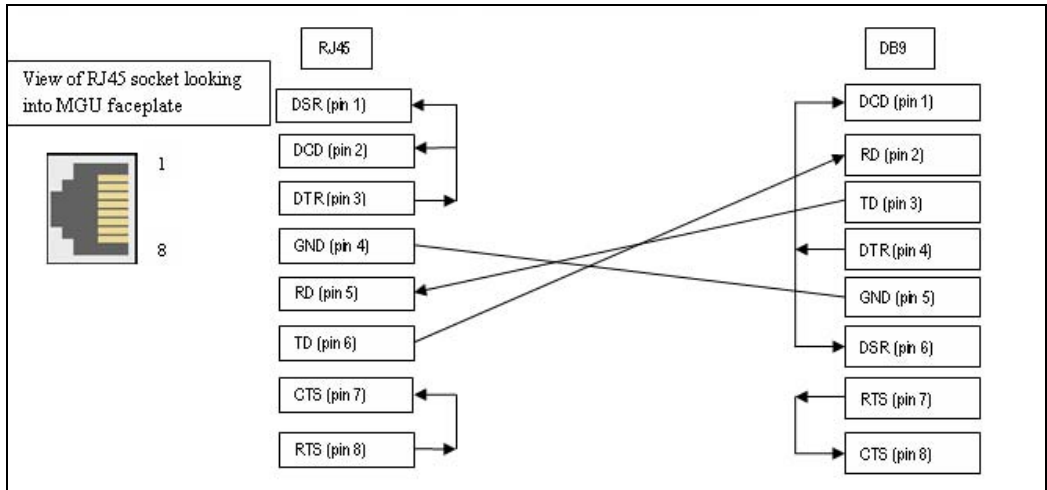 RJ45
DB9
View of RJ45 socket looking
into MGU faceplate
1
8
DSR (pin 1)
DCD (pin 2)
DTR(pin 3)
GND (pin 4)
RD (pin 5)
TD (pin 6)
CTS (pin 7)
RTS (pin 8)
DCD (pin 1)
RD (pin 2)
TD (pin 3)
DTR(pin 4)
GND (pin 5)
DSR (pin 6)
RTS (pin 7)
CTS (pin 8)